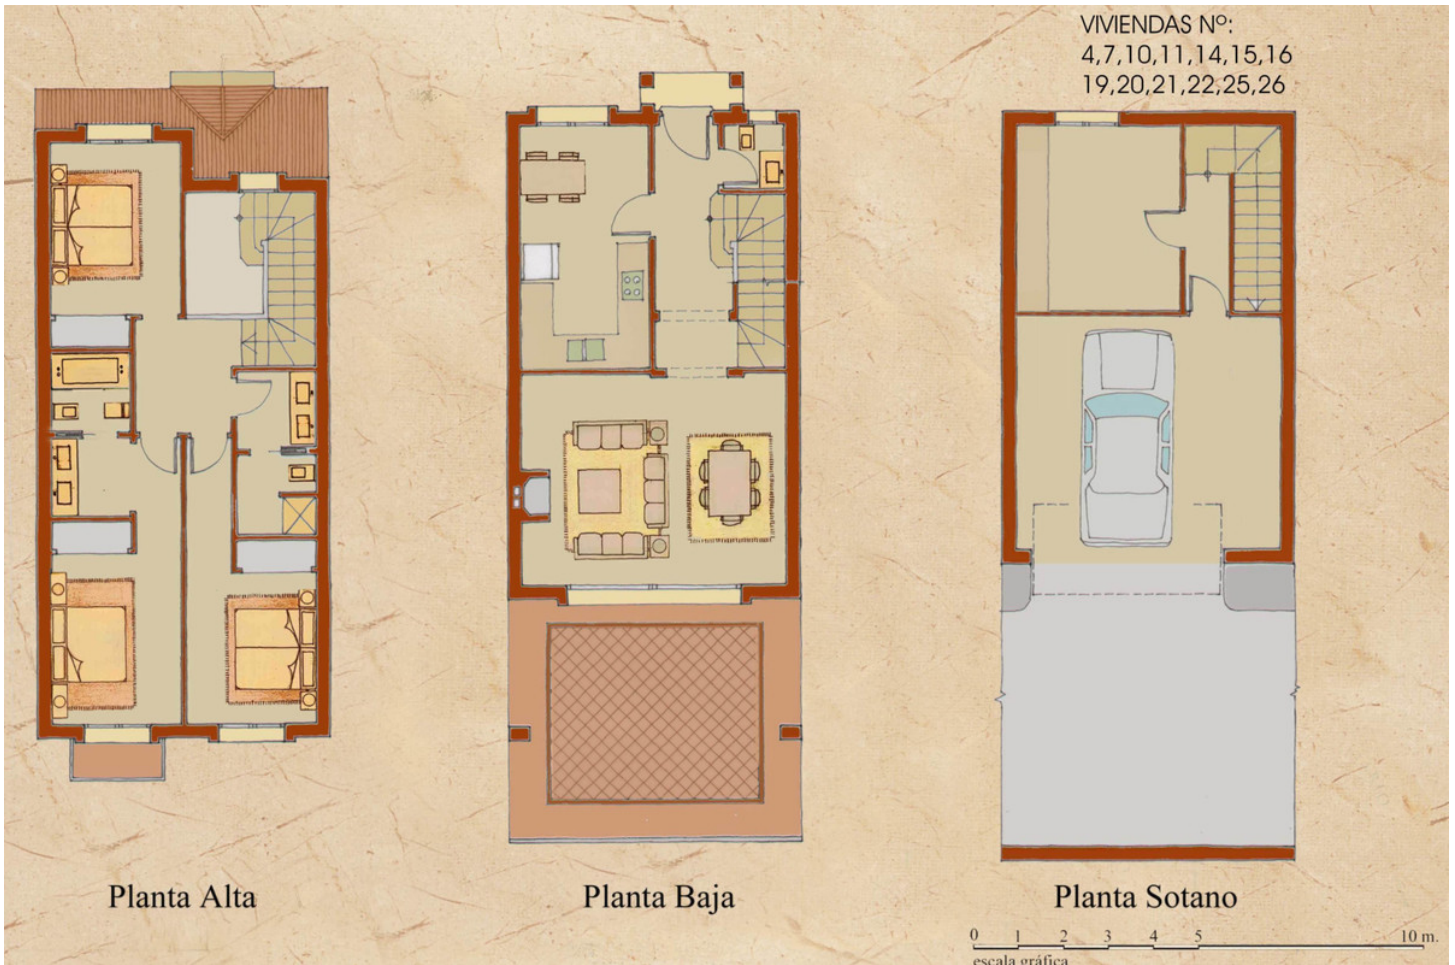 VIVIENDAS Nº:
4,7,10,11,14,15,16
19,20,21,22,25,26
Planta Alta
Planta Baja
Planta Sotano
0 1 2 3 4 5 10 m.
escala gráfica